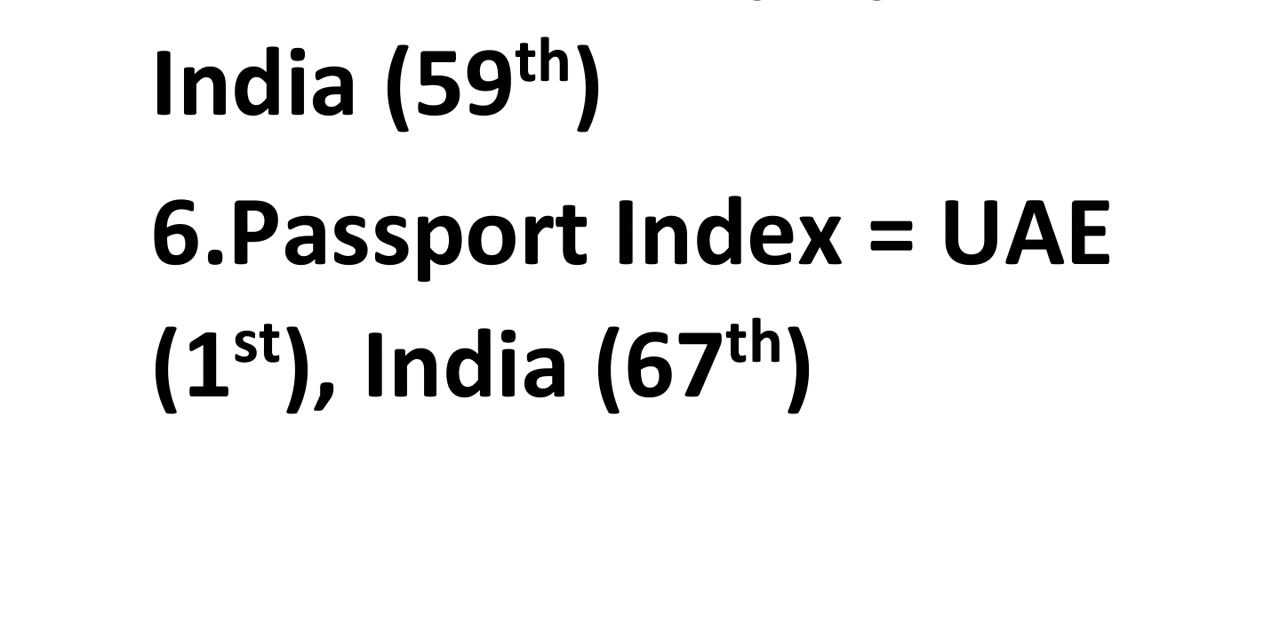 India (59th)
6.Passport Index = UAE
(1st), India (67th)